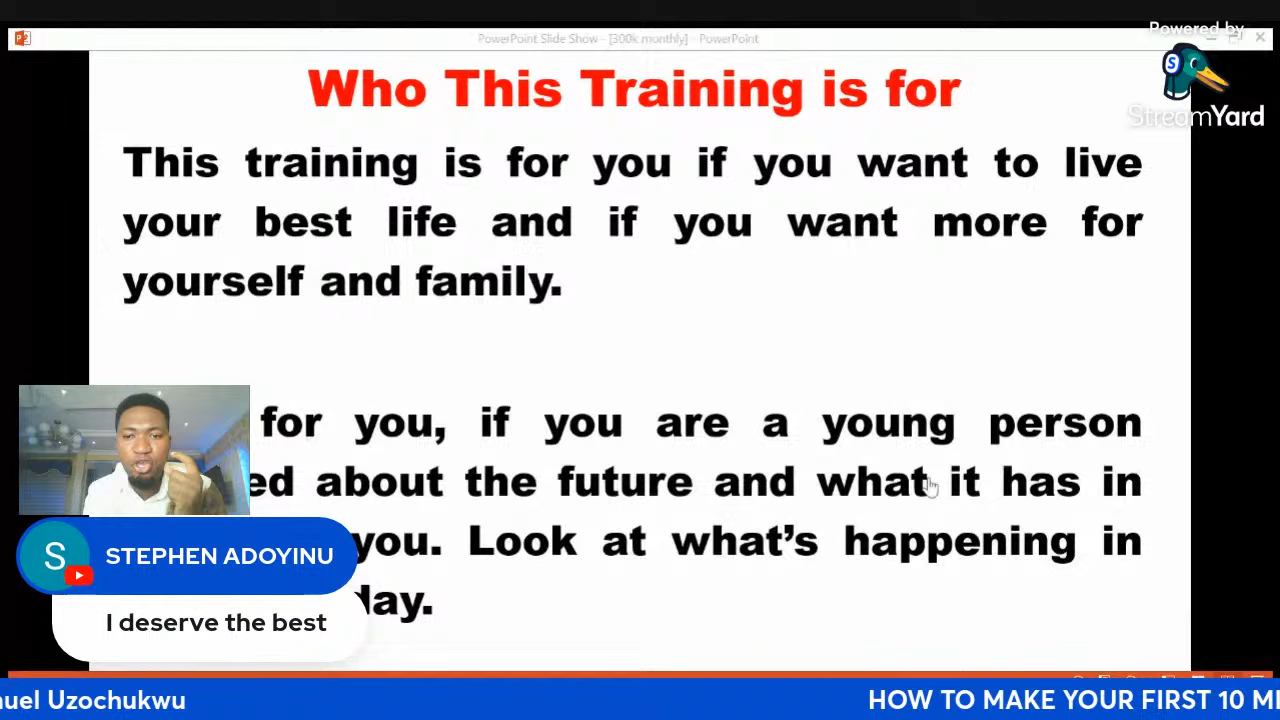 PowerPoint Slide Show - [300k monthly] - PowerPoint
Powered by
StreamYard
Who This Training is for
This training is for you if you want to live
your best life and if you want more for
yourself and family.
for you, if you are a young person
ed about the future and what it has in
you. Look at what's happening in
day.
S
STEPHEN ADOYINU
I deserve the best
nuel Uzochukwu
HOW TO MAKE YOUR FIRST 10 MI